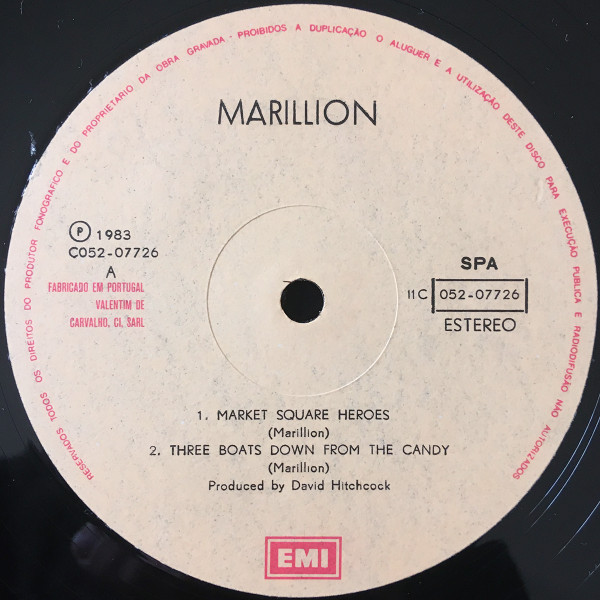 RESERVADOS TODOS OS DIREITOS DO PRODUTOR FONOGRAFICO E DO PROPRIETARIO DA OBRA GRAVADA · PROIBIDOS A DUPLICAÇÃO O ALUGUER E A UTILIZAÇÃO DESTE DISCO PARA EXECUÇÃO PUBLICA E RADIODIFUSÃO NÃO AUTORIZADOS
MARILLION
Ⓟ 1983
C052-07726
A
FABRICADO EM PORTUGAL
VALENTIM DE
CARVALHO, CI, SARL
SPA
11C 052-07726
ESTEREO
1. MARKET SQUARE HEROES
(Marillion)
2. THREE BOATS DOWN FROM THE CANDY
(Marillion)
Produced by David Hitchcock
EMI